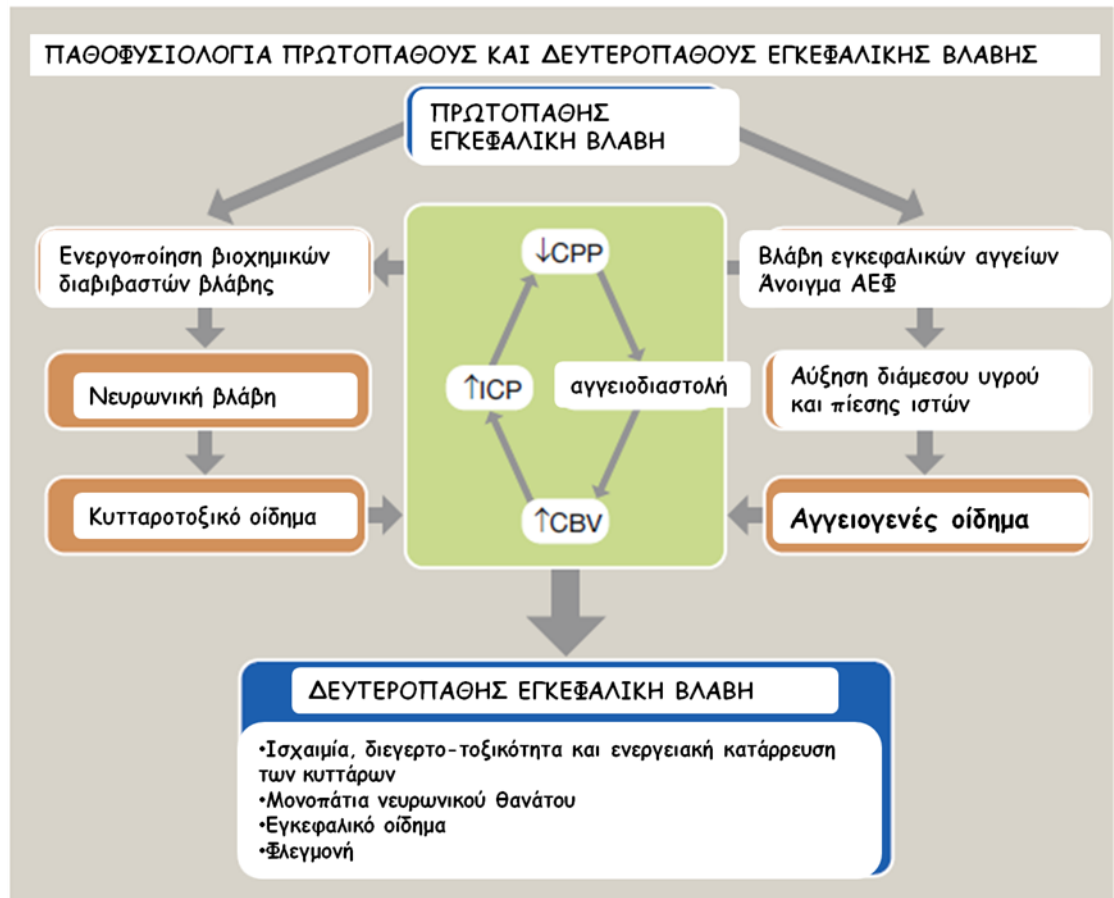 ΠΑΘΟΦΥΣΙΟΛΟΓΙΑ ΠΡΩΤΟΠΑΘΟΥΣ ΚΑΙ ΔΕΥΤΕΡΟΠΑΘΟΥΣ ΕΓΚΕΦΑΛΙΚΗΣ ΒΛΑΒΗΣ
ΠΡΩΤΟΠΑΘΗΣ
ΕΓΚΕΦΑΛΙΚΗ ΒΛΑΒΗ
Ενεργοποίηση βιοχημικών
διαβιβαστών βλάβης
Νευρωνική βλάβη
Κυτταροτοξικό οίδημα
↓CPP
αγγειοδιαστολή
↑CBV
↑ICP
Βλάβη εγκεφαλικών αγγείων
Άνοιγμα ΑΕΦ
Αύξηση διάμεσου υγρού
και πίεσης ιστών
Αγγειογενές οίδημα
ΔΕΥΤΕΡΟΠΑΘΗΣ ΕΓΚΕΦΑΛΙΚΗ ΒΛΑΒΗ
•Ισχαιμία, διεγερτο-τοξικότητα και ενεργειακή κατάρρευση
των κυττάρων
•Μονοπάτια νευρωνικού θανάτου
•Εγκεφαλικό οίδημα
•Φλεγμονή